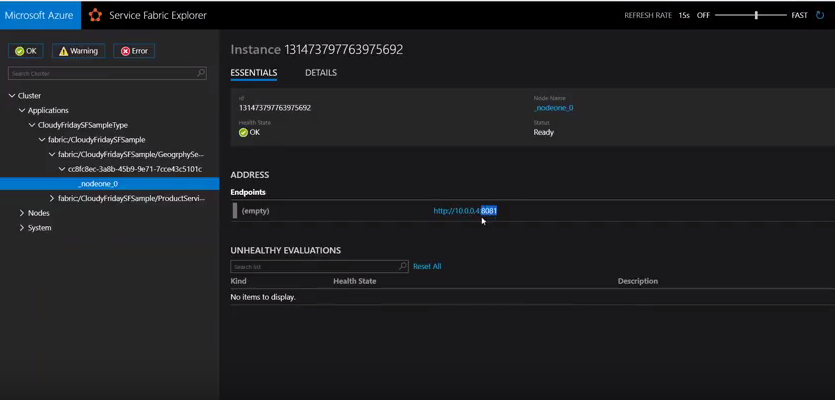 Microsoft Azure Service Fabric Explorer REFRESH RATE 15s OFF FAST
OK Warning Error
Search Cluster
Cluster
Applications
CloudyFridaySFSampleType
fabric:/CloudyFridaySFSample
fabric:/CloudyFridaySFSample/GeogrphySe...
cc8fc8ec-3a8b-45b9-9e71-7cce43c5101c
_nodeone_0
fabric:/CloudyFridaySFSample/ProductServi...
Nodes
System
Instance 131473797763975692
ESSENTIALS DETAILS
Id Node Name
131473797763975692 _nodeone_0
Health State Status
OK Ready
ADDRESS
Endpoints
(empty) http://10.0.0.4:8081
UNHEALTHY EVALUATIONS
Search list Reset All
Kind Health State Description
No items to display.